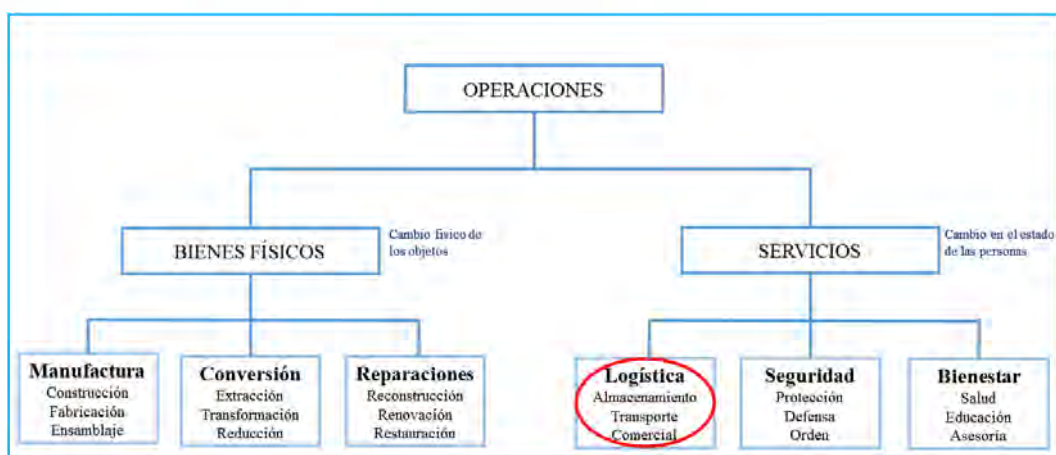 OPERACIONES
BIENES FÍSICOS
Cambio físico de
los objetos
SERVICIOS
Cambio en el estado
de las personas
Manufactura
Construcción
Fabricación
Ensamblaje
Conversión
Extracción
Transformación
Reducción
Reparaciones
Reconstrucción
Renovación
Restauración
Logística
Almacenamiento
Transporte
Comercial
Seguridad
Protección
Defensa
Orden
Bienestar
Salud
Educación
Asesoría